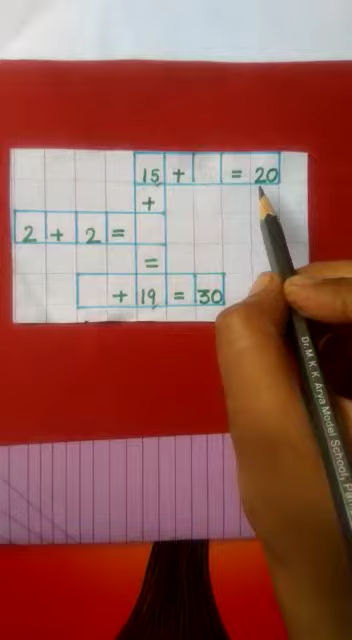 15 + = 20
+
2 + 2 =
=
+ 19 = 30
Dr. M. K. K. Arya Model School,